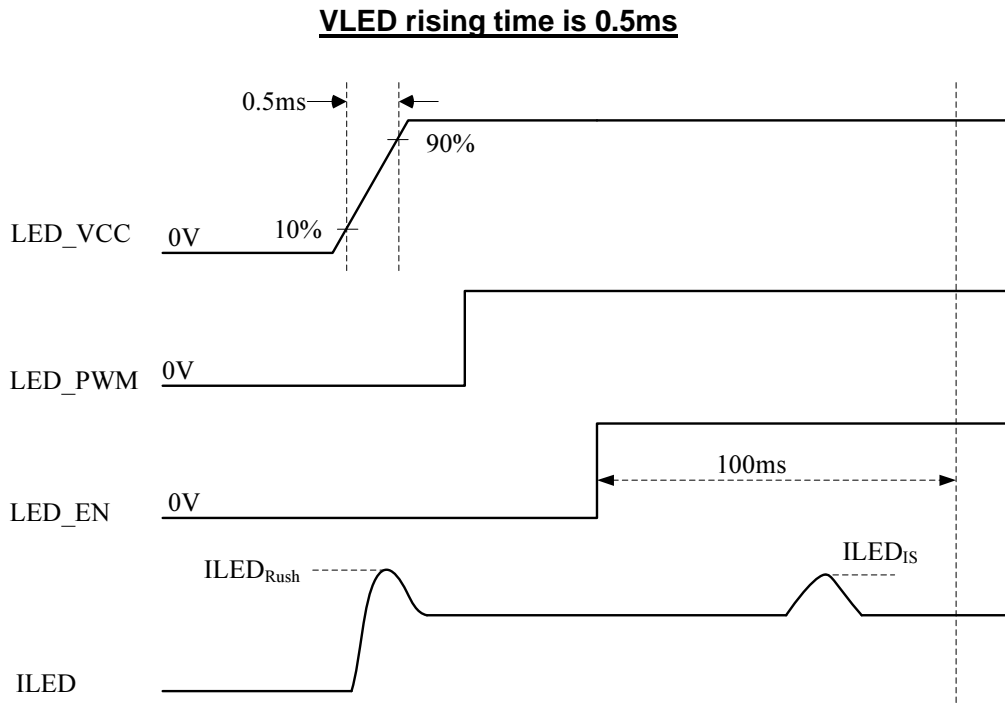 VLED rising time is 0.5ms
0.5ms
90%
10%
LED_VCC
0V
LED_PWM
0V
100ms
LED_EN
0V
ILEDRush
ILEDIS
ILED